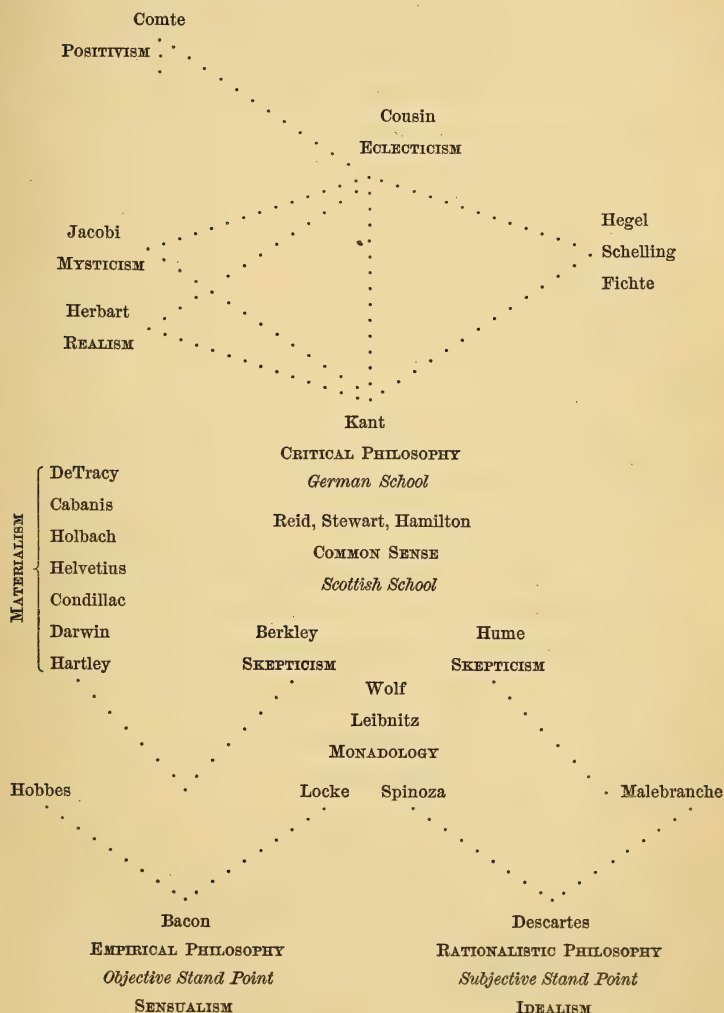 Comte
POSITIVISM
Cousin
ECLECTICISM
Jacobi
MYSTICISM
Herbart
REALISM
Hegel
Schelling
Fichte
Kant
CRITICAL PHILOSOPHY
German School
MATERIALISM
DeTracy
Cabanis
Holbach
Helvetius
Condillac
Darwin
Hartley
Reid, Stewart, Hamilton
COMMON SENSE
Scottish School
Berkley
SKEPTICISM
Hume
SKEPTICISM
Wolf
Leibnitz
MONADOLOGY
Hobbes
Locke
Spinoza
Malebranche
Bacon
EMPIRICAL PHILOSOPHY
Objective Stand Point
SENSUALISM
Descartes
RATIONALISTIC PHILOSOPHY
Subjective Stand Point
IDEALISM